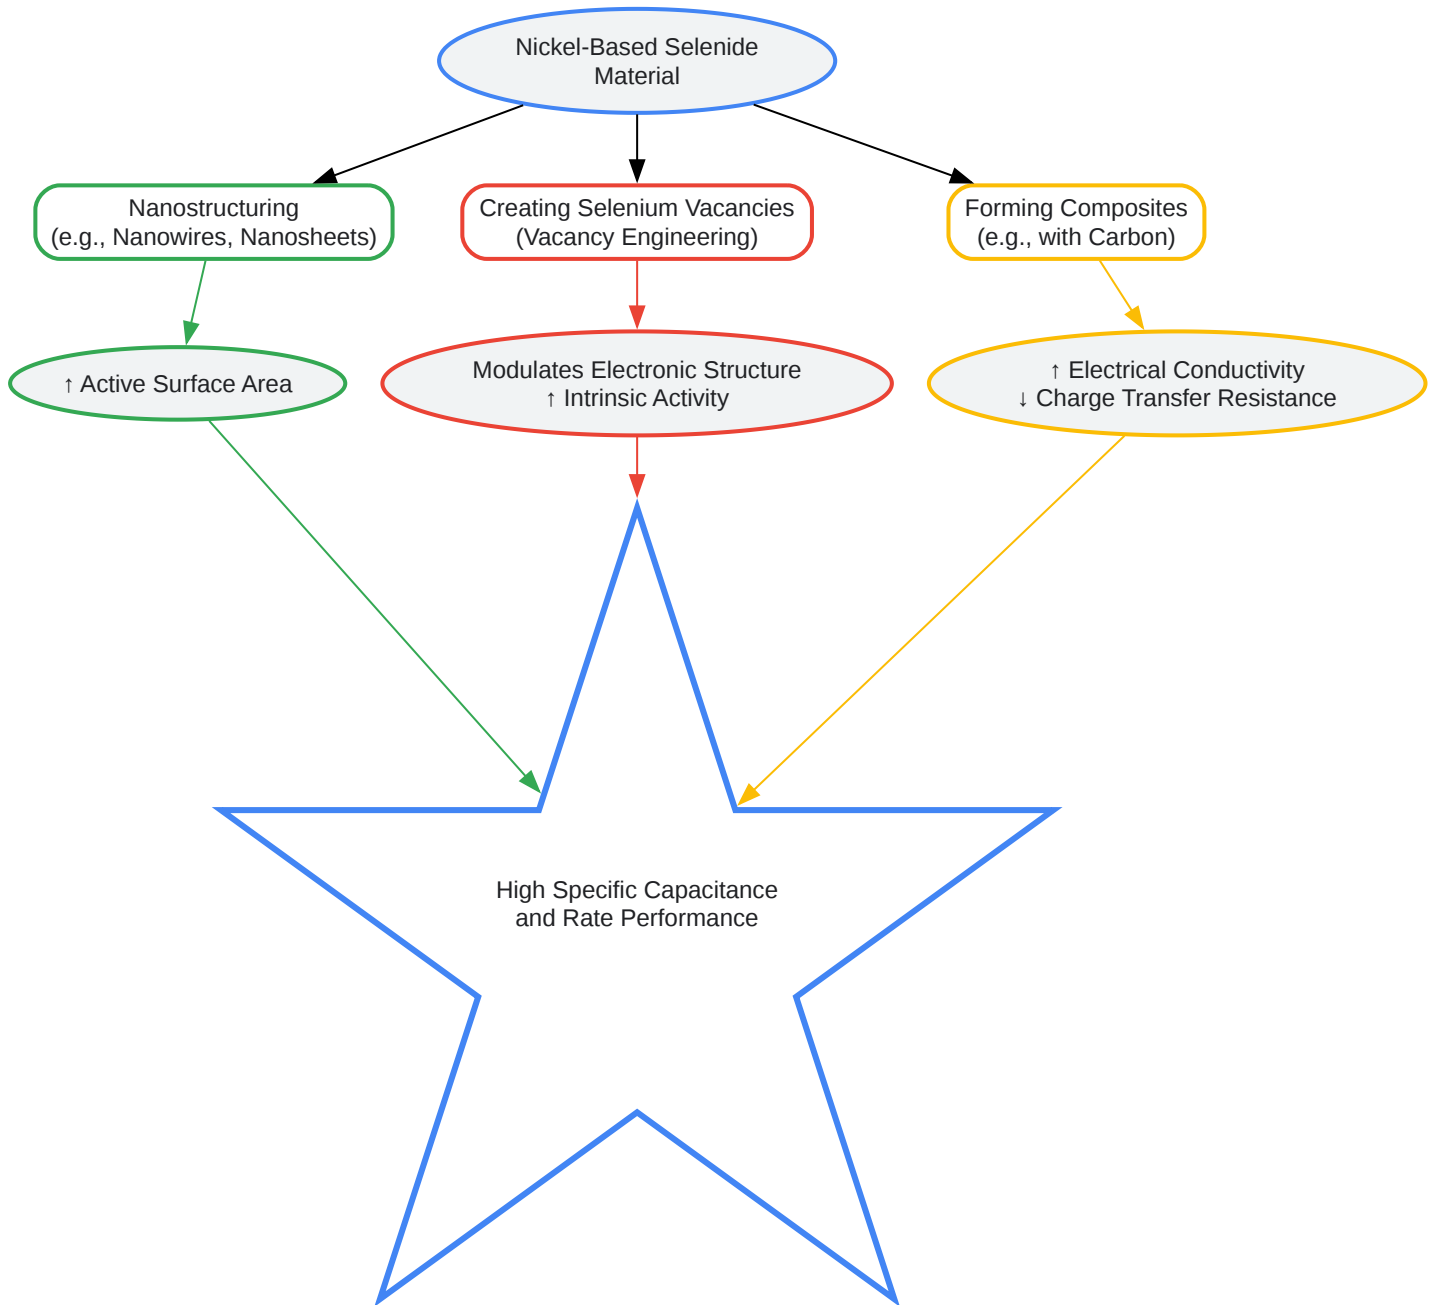 Nickel-Based Selenide
Material
Nanostructuring
(e.g., Nanowires, Nanosheets)
Creating Selenium Vacancies
(Vacancy Engineering)
Forming Composites
(e.g., with Carbon)
↑ Active Surface Area
Modulates Electronic Structure
↑ Intrinsic Activity
↑ Electrical Conductivity
↓ Charge Transfer Resistance
High Specific Capacitance
and Rate Performance